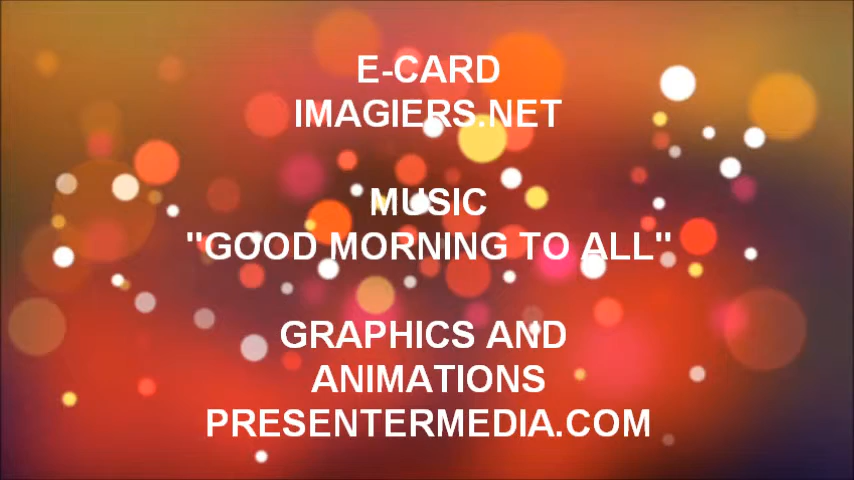 E-CARD
IMAGIERS.NET
MUSIC
"GOOD MORNING TO ALL"
GRAPHICS AND
ANIMATIONS
PRESENTERMEDIA.COM